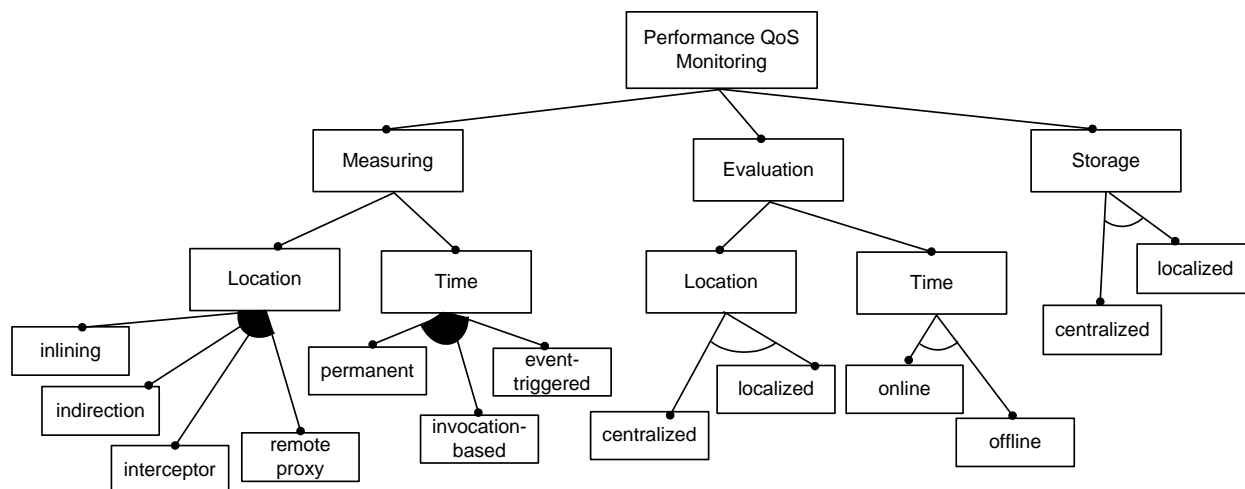 Performance QoS
Monitoring
Measuring
Evaluation
Storage
Location
Time
Location
Time
localized
centralized
inlining
permanent
event-
triggered
localized
online
indirection
invocation-
based
centralized
offline
interceptor
remote
proxy